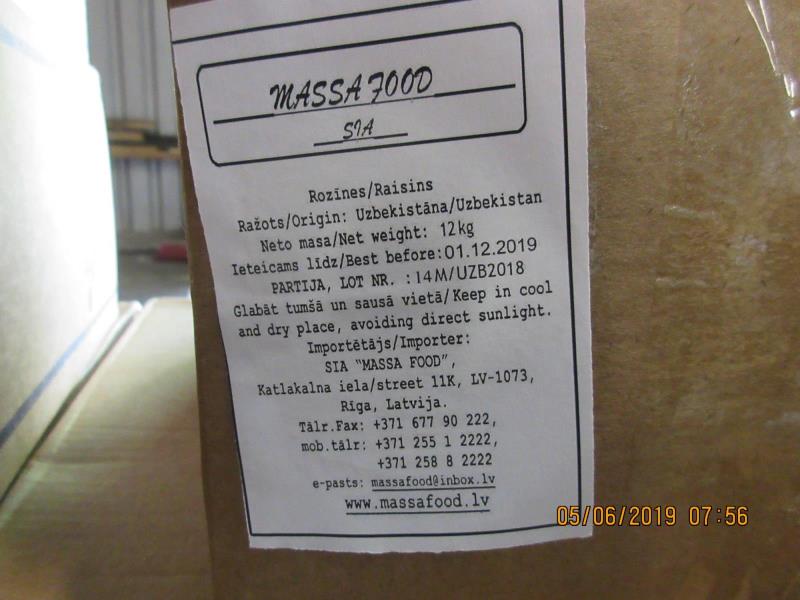 MASSA FOOD
SIA
Rozīnes/Raisins
Ražots/Origin: Uzbekistāna/Uzbekistan
Neto masa/Net weight: 12kg
Ieteicams līdz/Best before:01.12.2019
PARTIJA, LOT NR. :14M/UZB2018
Glabāt tumšā un sausā vietā/Keep in cool
and dry place, avoiding direct sunlight.
Importētājs/Importer:
SIA "MASSA FOOD",
Katlakalna iela/street 11K, LV-1073,
Rīga, Latvija.
Tālr.Fax: +371 677 90 222,
mob.tālr: +371 255 1 2222,
+371 258 8 2222
e-pasts: massafood@inbox.lv
www.massafood.lv
05/06/2019 07:56